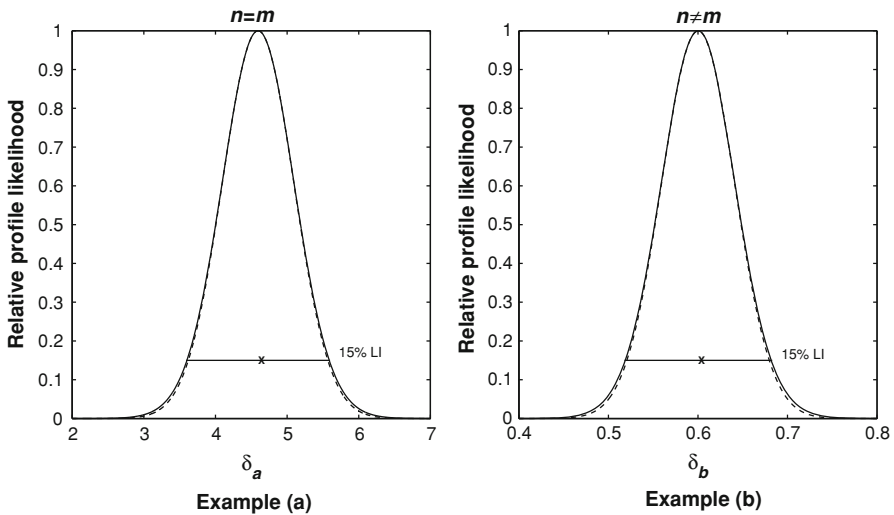 n=m
Relative profile likelihood
1
0.9
0.8
0.7
0.6
0.5
0.4
0.3
0.2
0.1
0
15% LI
x
2 3 4 5 6 7
δa
Example (a)
n≠m
Relative profile likelihood
1
0.9
0.8
0.7
0.6
0.5
0.4
0.3
0.2
0.1
0
15% LI
x
0.4 0.5 0.6 0.7 0.8
δb
Example (b)